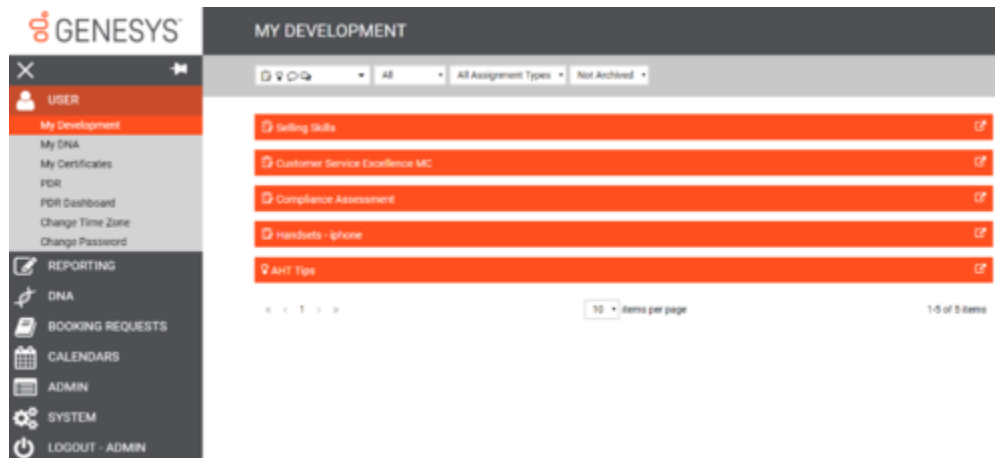 GENESYS
MY DEVELOPMENT
All
All Assignment Types
Not Archived
USER
My Development
My DNA
My Certificates
PDR
PDR Dashboard
Change Time Zone
Change Password
REPORTING
DNA
BOOKING REQUESTS
CALENDARS
ADMIN
SYSTEM
LOGOUT - ADMIN
Selling Skills
Customer Service Excellence MC
Compliance Assessment
Handsets - iphone
AHT Tips
1
10 items per page
1-5 of 5 items